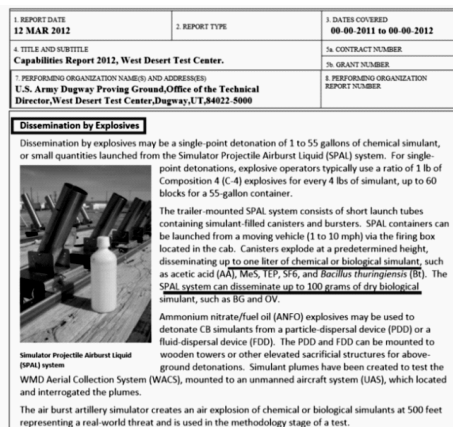 1. REPORT DATE
12 MAR 2012
2. REPORT TYPE
3. DATES COVERED
00-00-2011 to 00-00-2012
4. TITLE AND SUBTITLE
Capabilities Report 2012, West Desert Test Center.
5a. CONTRACT NUMBER
5b. GRANT NUMBER
7. PERFORMING ORGANIZATION NAME(S) AND ADDRESS(ES)
U.S. Army Dugway Proving Ground,Office of the Technical
Director,West Desert Test Center,Dugway,UT,84022-5000
8. PERFORMING ORGANIZATION
REPORT NUMBER
Dissemination by Explosives
Dissemination by explosives may be a single-point detonation of 1 to 55 gallons of chemical simulant,
or small quantities launched from the Simulator Projectile Airburst Liquid (SPAL) system. For single-
point detonations, explosive operators typically use a ratio of 1 lb of
Composition 4 (C-4) explosives for every 4 lbs of simulant, up to 60
blocks for a 55-gallon container.
The trailer-mounted SPAL system consists of short launch tubes
containing simulant-filled canisters and bursters. SPAL containers can
be launched from a moving vehicle (1 to 10 mph) via the firing box
located in the cab. Canisters explode at a predetermined height,
disseminating up to one liter of chemical or biological simulant, such
as acetic acid (AA), MeS, TEP, SF6, and Bacillus thuringiensis (Bt). The
SPAL system can disseminate up to 100 grams of dry biological
simulant, such as BG and OV.
Ammonium nitrate/fuel oil (ANFO) explosives may be used to
detonate CB simulants from a particle-dispersal device (PDD) or a
fluid-dispersal device (FDD). The PDD and FDD can be mounted to
wooden towers or other elevated sacrificial structures for above-
ground detonations. Simulant plumes have been created to test the
Simulator Projectile Airburst Liquid
(SPAL) system
WMD Aerial Collection System (WACS), mounted to an unmanned aircraft system (UAS), which located
and interrogated the plumes.
The air burst artillery simulator creates an air explosion of chemical or biological simulants at 500 feet
representing a real-world threat and is used in the methodology stage of a test.